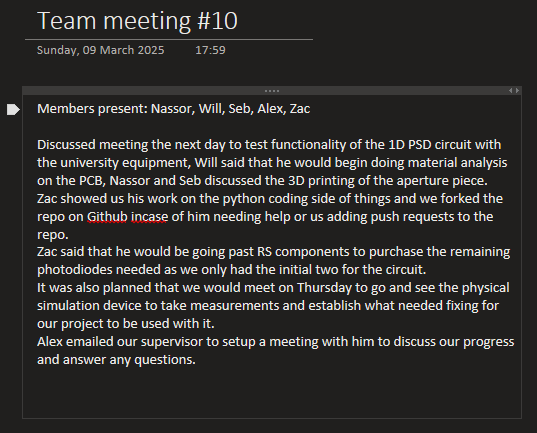 Team meeting #10
Sunday, 09 March 2025 17:59
Members present: Nassor, Will, Seb, Alex, Zac
Discussed meeting the next day to test functionality of the 1D PSD circuit with
the university equipment, Will said that he would begin doing material analysis
on the PCB, Nassor and Seb discussed the 3D printing of the aperture piece.
Zac showed us his work on the python coding side of things and we forked the
repo on Github incase of him needing help or us adding push requests to the
repo.
Zac said that he would be going past RS components to purchase the remaining
photodiodes needed as we only had the initial two for the circuit.
It was also planned that we would meet on Thursday to go and see the physical
simulation device to take measurements and establish what needed fixing for
our project to be used with it.
Alex emailed our supervisor to setup a meeting with him to discuss our progress
and answer any questions.